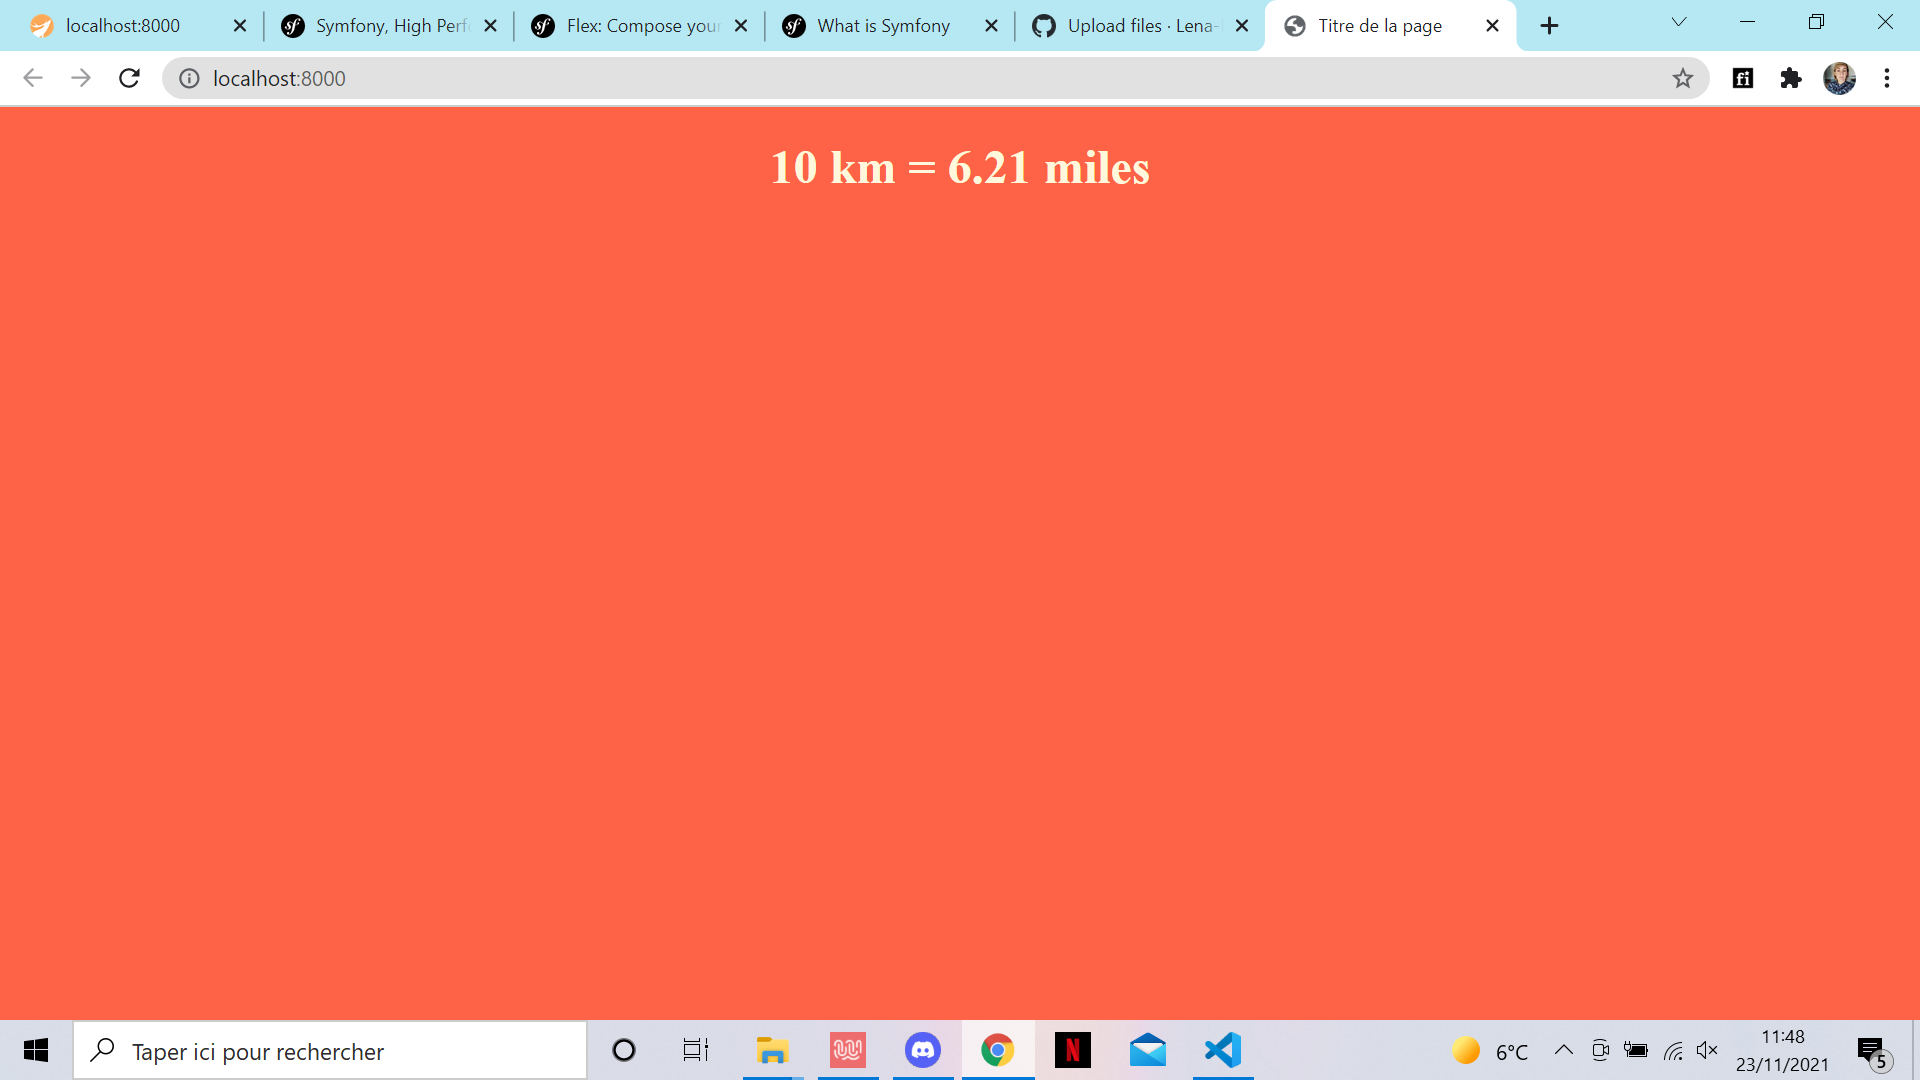 localhost:8000
Symfony, High Perf
Flex: Compose your
What is Symfony
Upload files · Lena-
Titre de la page
localhost:8000
fi
10 km = 6.21 miles
Taper ici pour rechercher
N
6°C
11:48
23/11/2021
5